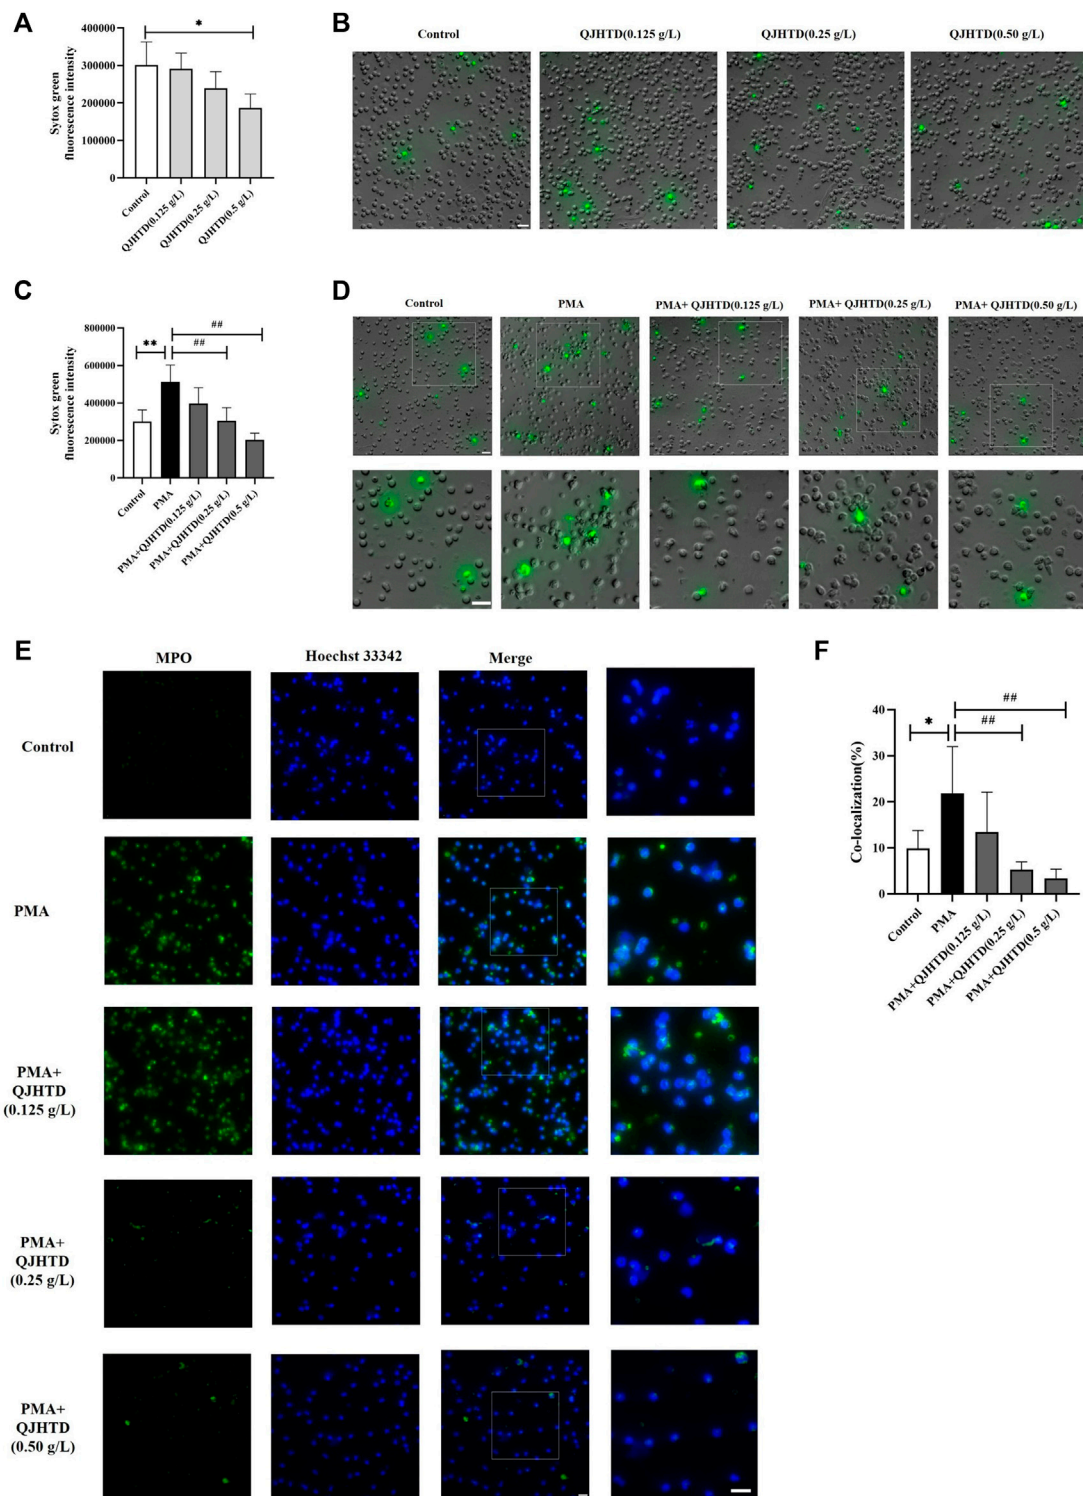 A
400000
300000
200000
100000
0
Sytox green
fluorescence intensity
*
Control
QJHTD(0.125 g/L)
QJHTD(0.25 g/L)
QJHTD(0.5 g/L)
B
Control
QJHTD(0.125 g/L)
QJHTD(0.25 g/L)
QJHTD(0.50 g/L)
C
800000
600000
400000
200000
0
Sytox green
fluorescence intensity
**
##
##
Control
PMA
PMA+QJHTD(0.125 g/L)
PMA+QJHTD(0.25 g/L)
PMA+QJHTD(0.5 g/L)
D
Control
PMA
PMA+ QJHTD(0.125 g/L)
PMA+ QJHTD(0.25 g/L)
PMA+ QJHTD(0.50 g/L)
E
MPO
Hoechst 33342
Merge
Control
PMA
PMA+
QJHTD
(0.125 g/L)
PMA+
QJHTD
(0.25 g/L)
PMA+
QJHTD
(0.50 g/L)
F
40
30
20
10
0
Co-localization(%)
*
##
##
Control
PMA
PMA+QJHTD(0.125 g/L)
PMA+QJHTD(0.25 g/L)
PMA+QJHTD(0.5 g/L)